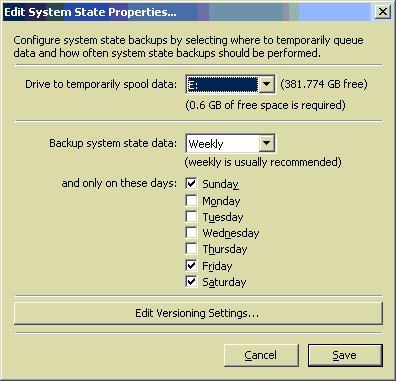 Edit System State Properties...
Configure system state backups by selecting where to temporarily queue
data and how often system state backups should be performed.
Drive to temporarily spool data: E: (381.774 GB free)
(0.6 GB of free space is required)
Backup system state data: Weekly
(weekly is usually recommended)
and only on these days: Sunday
Monday
Tuesday
Wednesday
Thursday
Friday
Saturday
Edit Versioning Settings...
Cancel Save